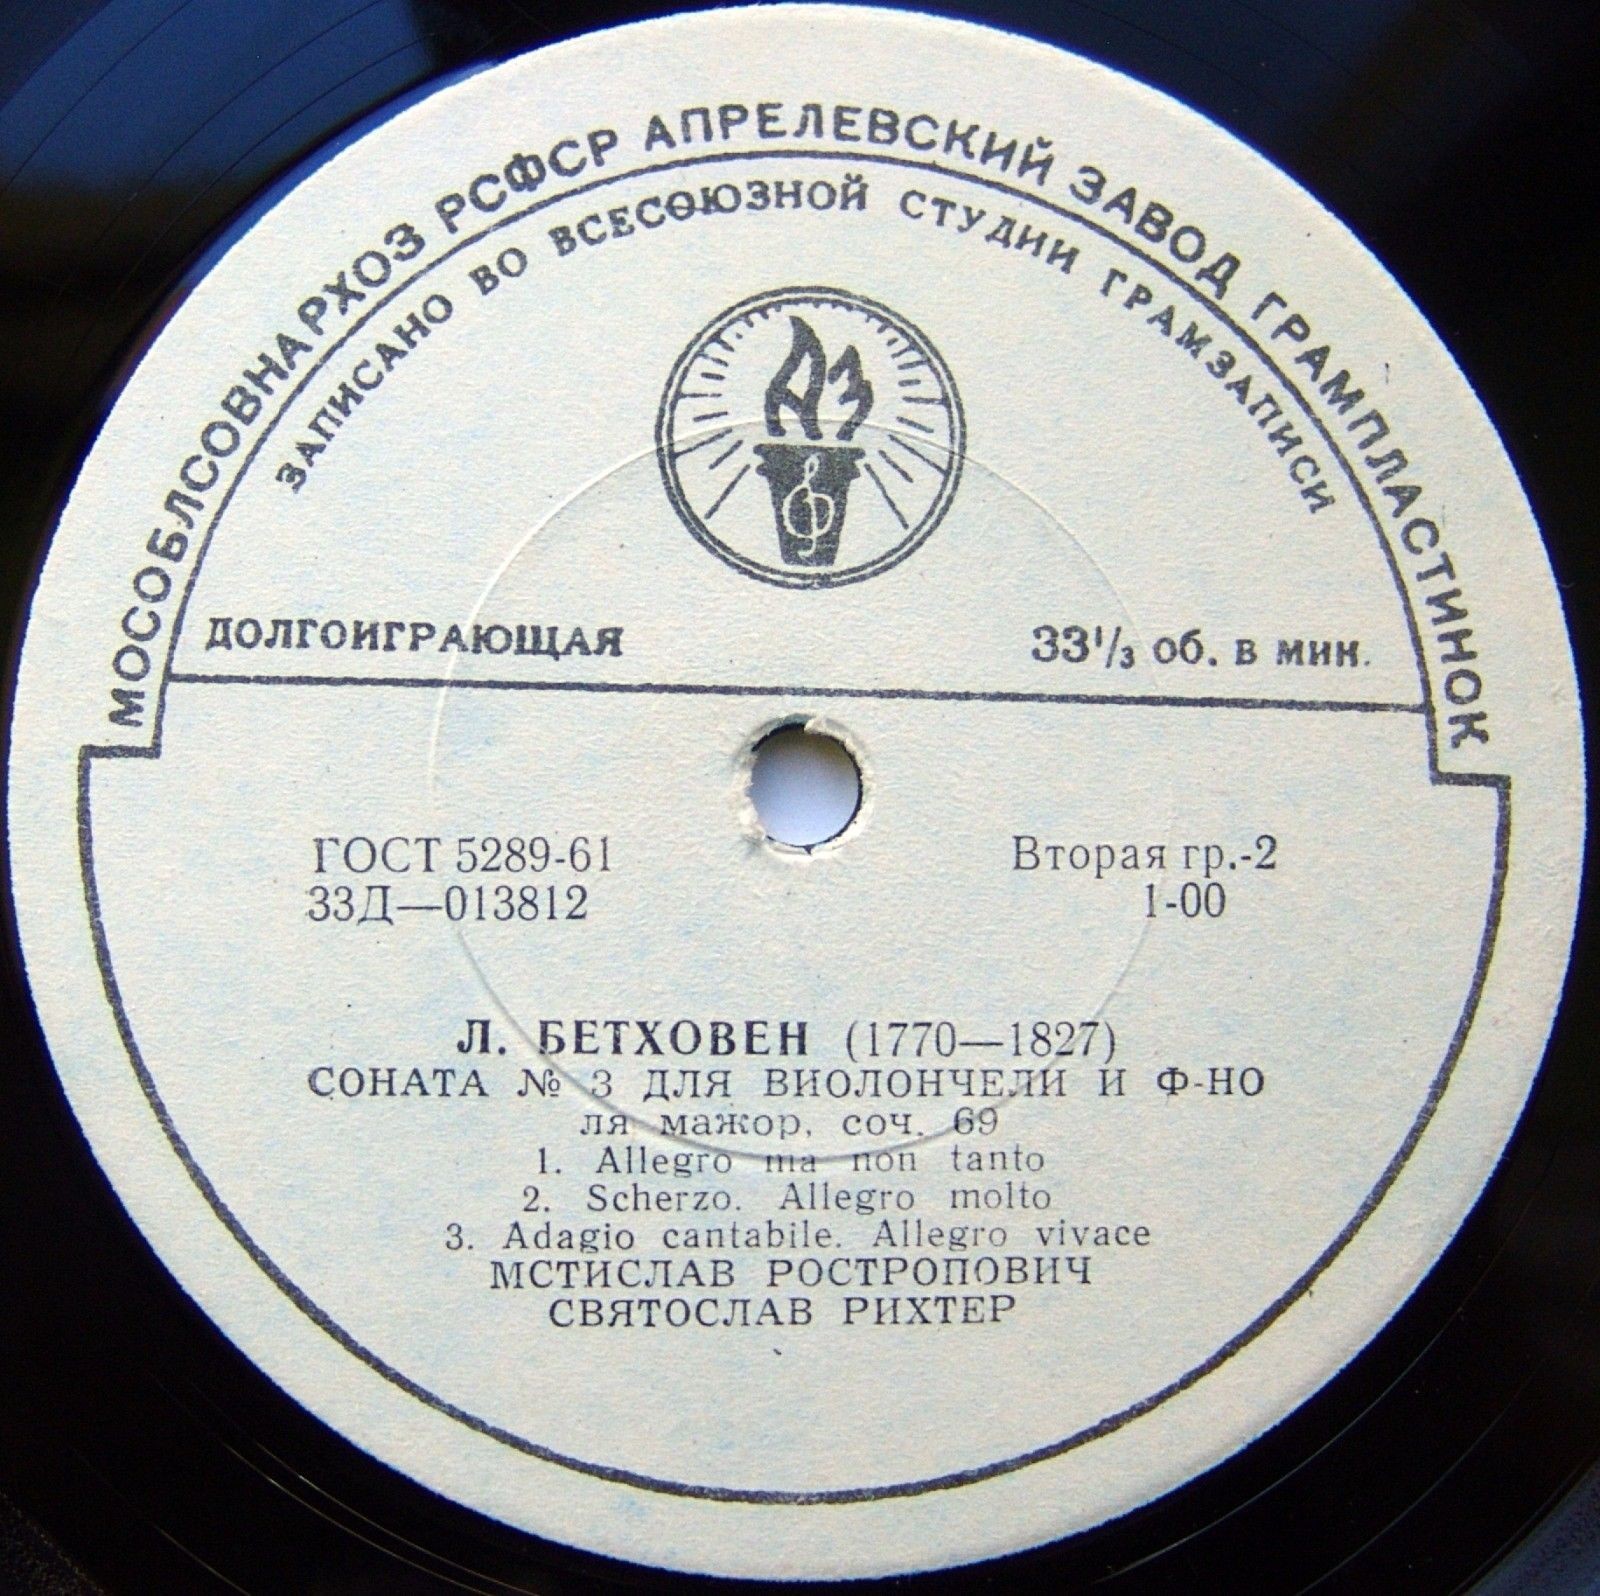 МОСОБЛСОВНАРХОЗ РСФСР АПРЕЛЕВСКИЙ ЗАВОД ГРАМПЛАСТИНОК
ЗАПИСАНО ВО ВСЕСОЮЗНОЙ СТУДИИ ГРАМЗАПИСИ
АЗ
ДОЛГОИГРАЮЩАЯ 33⅓ об. в мин.
ГОСТ 5289-61 Вторая гр.-2
33Д—013812 1-00
Л. БЕТХОВЕН (1770—1827)
СОНАТА № 3 ДЛЯ ВИОЛОНЧЕЛИ И Ф-НО
ля мажор, соч. 69
1. Allegro ma non tanto
2. Scherzo. Allegro molto
3. Adagio cantabile. Allegro vivace
МСТИСЛАВ РОСТРОПОВИЧ
СВЯТОСЛАВ РИХТЕР